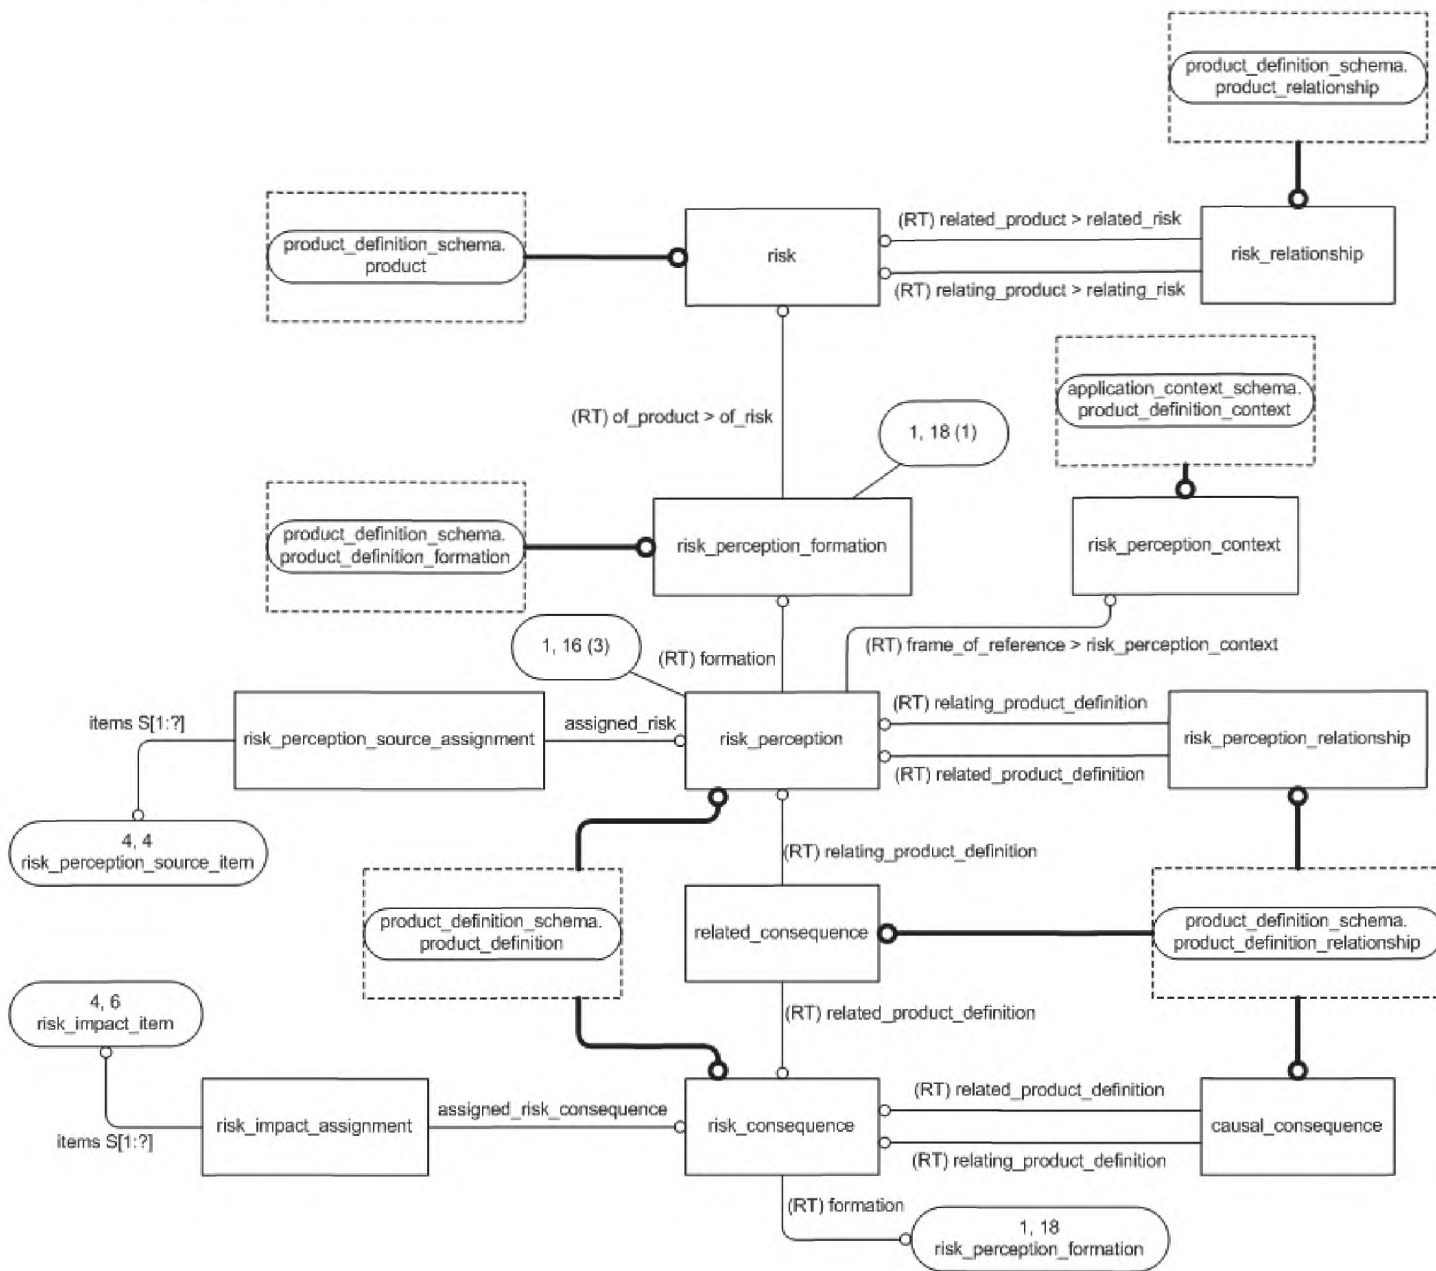 product_definition_schema.
product_relationship
(RT) related_product > related_risk
product_definition_schema.
product
risk
risk_relationship
(RT) relating_product > relating_risk
application_context_schema.
product_definition_context
(RT) of_product > of_risk
1, 18 (1)
product_definition_schema.
product_definition_formation
risk_perception_formation
risk_perception_context
1, 16 (3)
(RT) formation
(RT) frame_of_reference > risk_perception_context
(RT) relating_product_definition
items S[1:?]
assigned_risk
risk_perception_source_assignment
risk_perception
risk_perception_relationship
(RT) related_product_definition
4, 4
risk_perception_source_item
(RT) relating_product_definition
product_definition_schema.
product_definition
related_consequence
product_definition_schema.
product_definition_relationship
4, 6
risk_impact_item
(RT) related_product_definition
(RT) related_product_definition
assigned_risk_consequence
risk_impact_assignment
risk_consequence
causal_consequence
items S[1:?]
(RT) relating_product_definition
(RT) formation
1, 18
risk_perception_formation